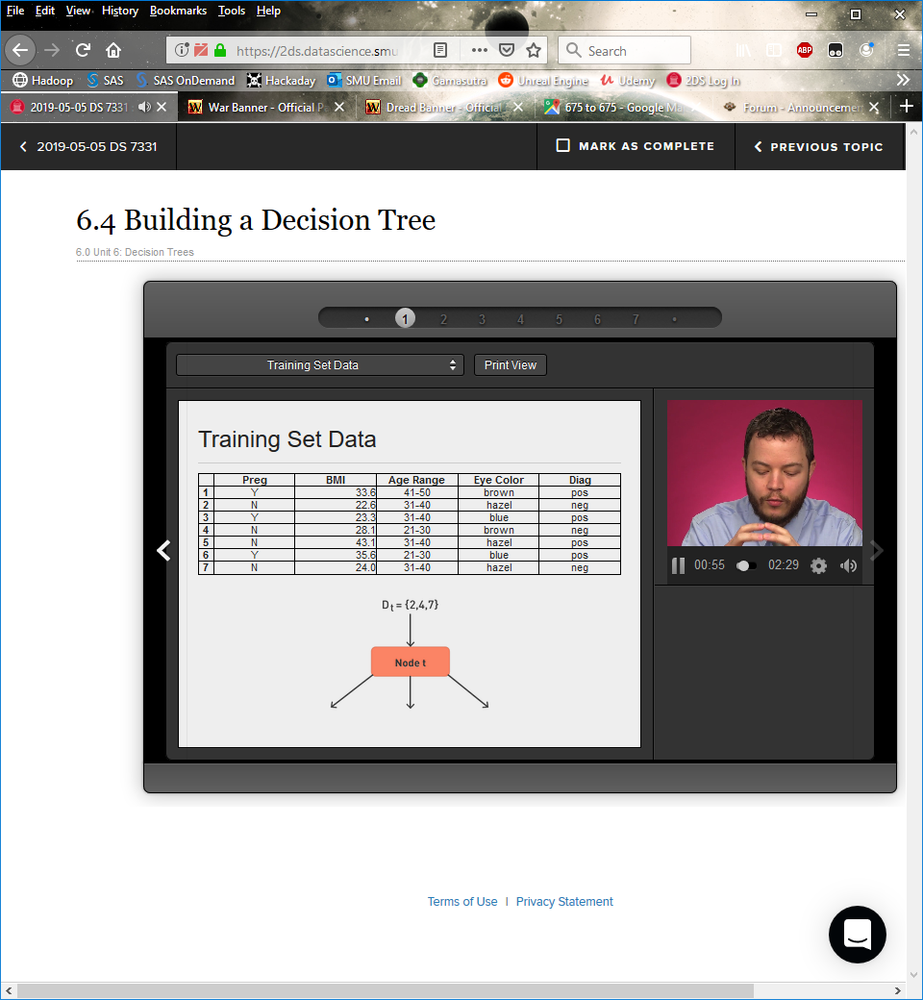 File Edit View History Bookmarks Tools Help
https://2ds.datascience.smu
Search
ABP
Hadoop SAS SAS OnDemand Hackaday SMU Email Gamasutra Unreal Engine Udemy 2DS Log In
2019-05-05 DS 7331 War Banner - Official P Dread Banner - Official 675 to 675 - Google Ma Forum - Announcemen
2019-05-05 DS 7331 MARK AS COMPLETE PREVIOUS TOPIC
6.4 Building a Decision Tree
6.0 Unit 6: Decision Trees
1 2 3 4 5 6 7
Training Set Data Print View
Training Set Data
Preg BMI Age Range Eye Color Diag
1 Y 33.6 41-50 brown pos
2 N 22.6 31-40 hazel neg
3 Y 23.3 31-40 blue pos
4 N 28.1 21-30 brown neg
5 N 43.1 31-40 hazel pos
6 Y 35.6 21-30 blue pos
7 N 24.0 31-40 hazel neg
00:55 02:29
Dt = {2,4,7}
Node t
Terms of Use | Privacy Statement